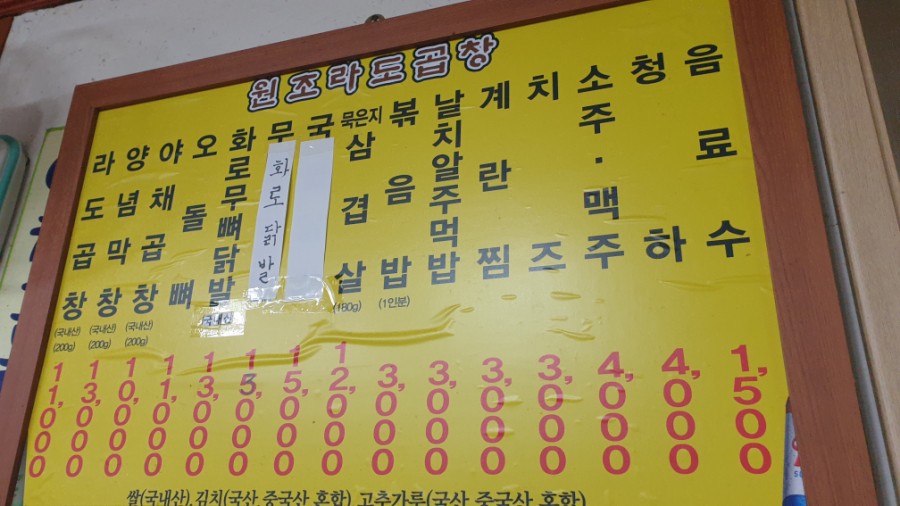 원조라도곱창
라도곱창 (국내산) (200g) 11,000
양념막창 (국내산) (200g) 13,000
야채곱창 (국내산) (200g) 10,000
오돌뼈 11,000
화로무뼈닭발 국내산 13,000
무
화로닭발
국 15,000
묵은지삼겹살 (180g) 12,000
볶음밥 (1인분) 3,000
날치알주먹밥 3,000
계란찜 3,000
치즈 3,000
소주·맥주 4,000
청하 4,000
음료수 1,500
쌀(국내산), 김치(국산, 중국산 혼합), 고추가루(국산, 중국산 혼합)